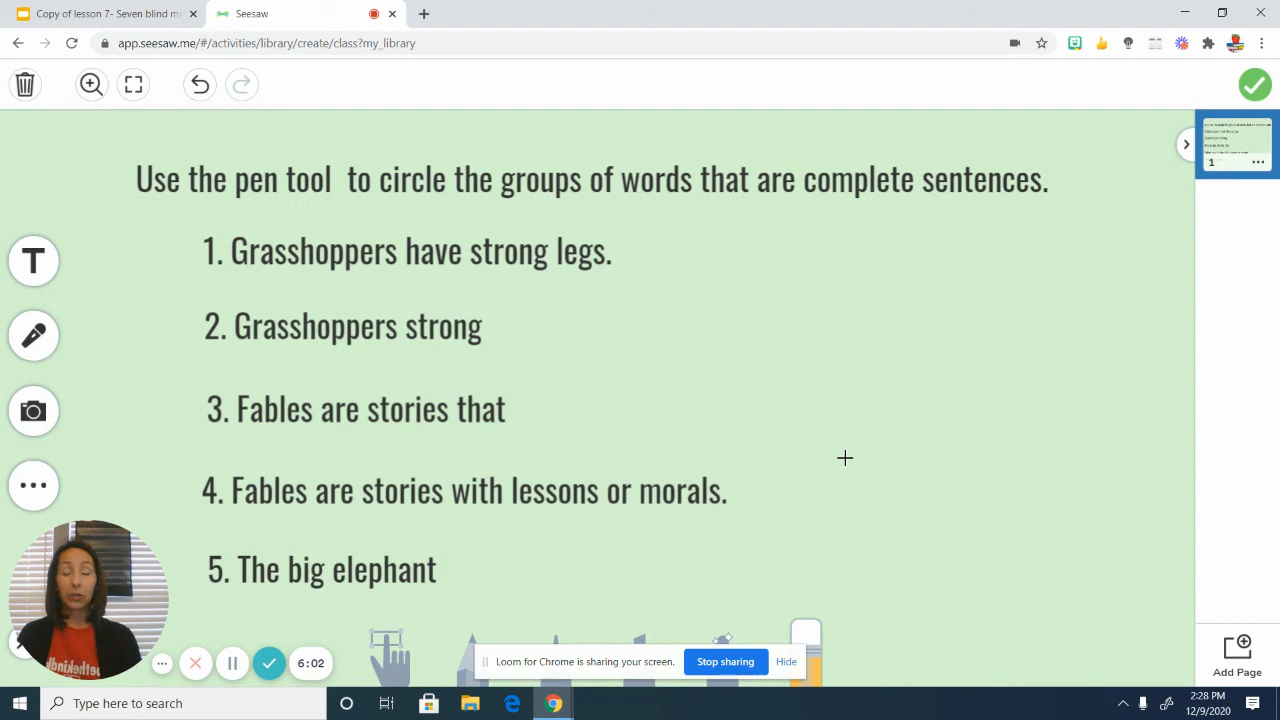 Copy of lesson 7- Seven blind mi
Seesaw
app.seesaw.me/#/activities/library/create/class?my_library
Use the pen tool to circle the groups of words that are complete sentences.
1
1. Grasshoppers have strong legs.
T
2. Grasshoppers strong
3. Fables are stories that
4. Fables are stories with lessons or morals.
5. The big elephant
6:02
Loom for Chrome is sharing your screen.
Stop sharing
Hide
Add Page
Type here to search
2:28 PM
12/9/2020